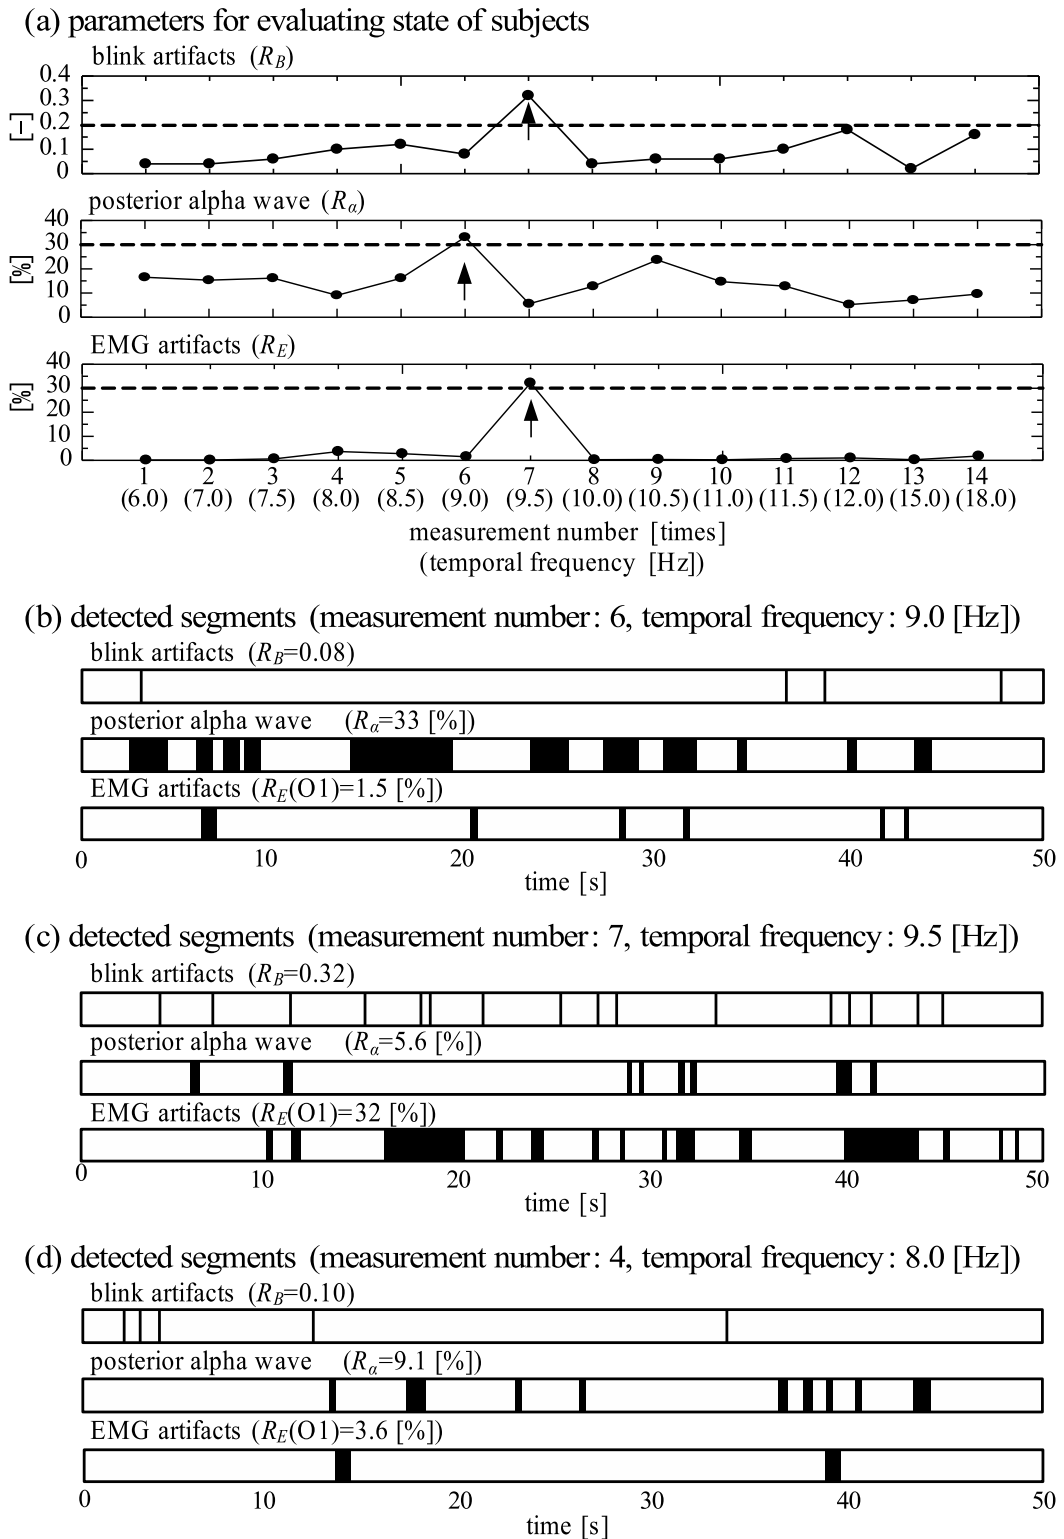 (a) parameters for evaluating state of subjects
blink artifacts (R_B)
0.4
0.2
0.1
0
[–]
posterior alpha wave (R_α)
40
30
20
10
0
[%]
EMG artifacts (R_E)
40
30
20
10
0
[%]
1 2 3 4 5 6 7 8 9 10 11 12 13 14
(6.0) (7.0) (7.5) (8.0) (8.5) (9.0) (9.5) (10.0) (10.5) (11.0) (11.5) (12.0) (15.0) (18.0)
measurement number [times]
(temporal frequency [Hz])
(b) detected segments (measurement number: 6, temporal frequency: 9.0 [Hz])
blink artifacts (R_B=0.08)
posterior alpha wave (R_α=33 [%])
EMG artifacts (R_E(O1)=1.5 [%])
0 10 20 30 40 50
time [s]
(c) detected segments (measurement number: 7, temporal frequency: 9.5 [Hz])
blink artifacts (R_B=0.32)
posterior alpha wave (R_α=5.6 [%])
EMG artifacts (R_E(O1)=32 [%])
0 10 20 30 40 50
time [s]
(d) detected segments (measurement number: 4, temporal frequency: 8.0 [Hz])
blink artifacts (R_B=0.10)
posterior alpha wave (R_α=9.1 [%])
EMG artifacts (R_E(O1)=3.6 [%])
0 10 20 30 40 50
time [s]